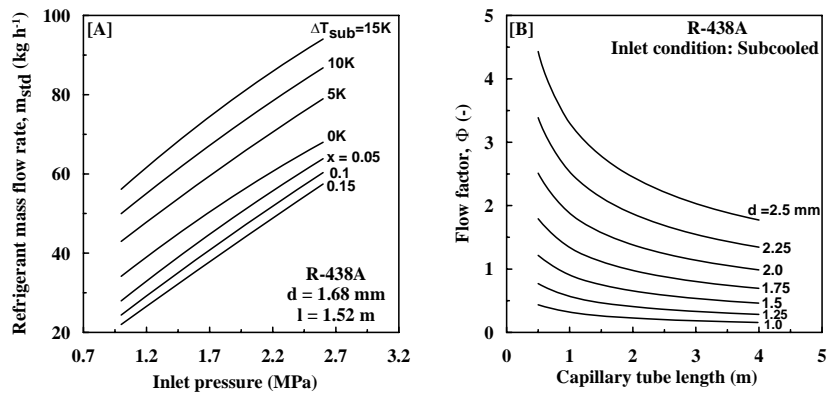 [A]
ΔTsub=15K
10K
5K
0K
x = 0.05
0.1
0.15
R-438A
d = 1.68 mm
l = 1.52 m
Refrigerant mass flow rate, mstd (kg h-1)
100
80
60
40
20
0.7 1.2 1.7 2.2 2.7 3.2
Inlet pressure (MPa)
[B]
R-438A
Inlet condition: Subcooled
d =2.5 mm
2.25
2.0
1.75
1.5
1.25
1.0
Flow factor, Φ (-)
5
4
3
2
1
0
0 1 2 3 4 5
Capillary tube length (m)